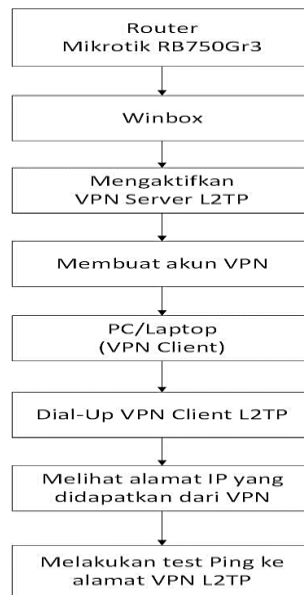 Router
Mikrotik RB750Gr3
Winbox
Mengaktifkan
VPN Server L2TP
Membuat akun VPN
PC/Laptop
(VPN Client)
Dial-Up VPN Client L2TP
Melihat alamat IP yang
didapatkan dari VPN
Melakukan test Ping ke
alamat VPN L2TP